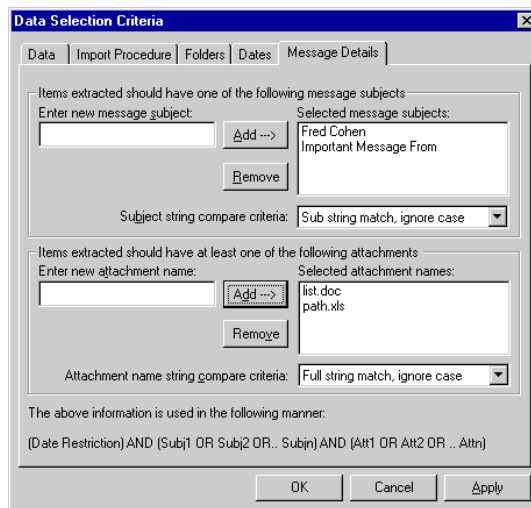 Data Selection Criteria
Data Import Procedure Folders Dates Message Details
Items extracted should have one of the following message subjects
Enter new message subject: Selected message subjects:
Add ---> Fred Cohen
Important Message From
Remove
Subject string compare criteria: Sub string match, ignore case
Items extracted should have at least one of the following attachments
Enter new attachment name: Selected attachment names:
Add ---> list.doc
path.xls
Remove
Attachment name string compare criteria: Full string match, ignore case
The above information is used in the following manner:
(Date Restriction) AND (Subj1 OR Subj2 OR.. Subjn) AND (Att1 OR Att2 OR .. Attn)
OK Cancel Apply